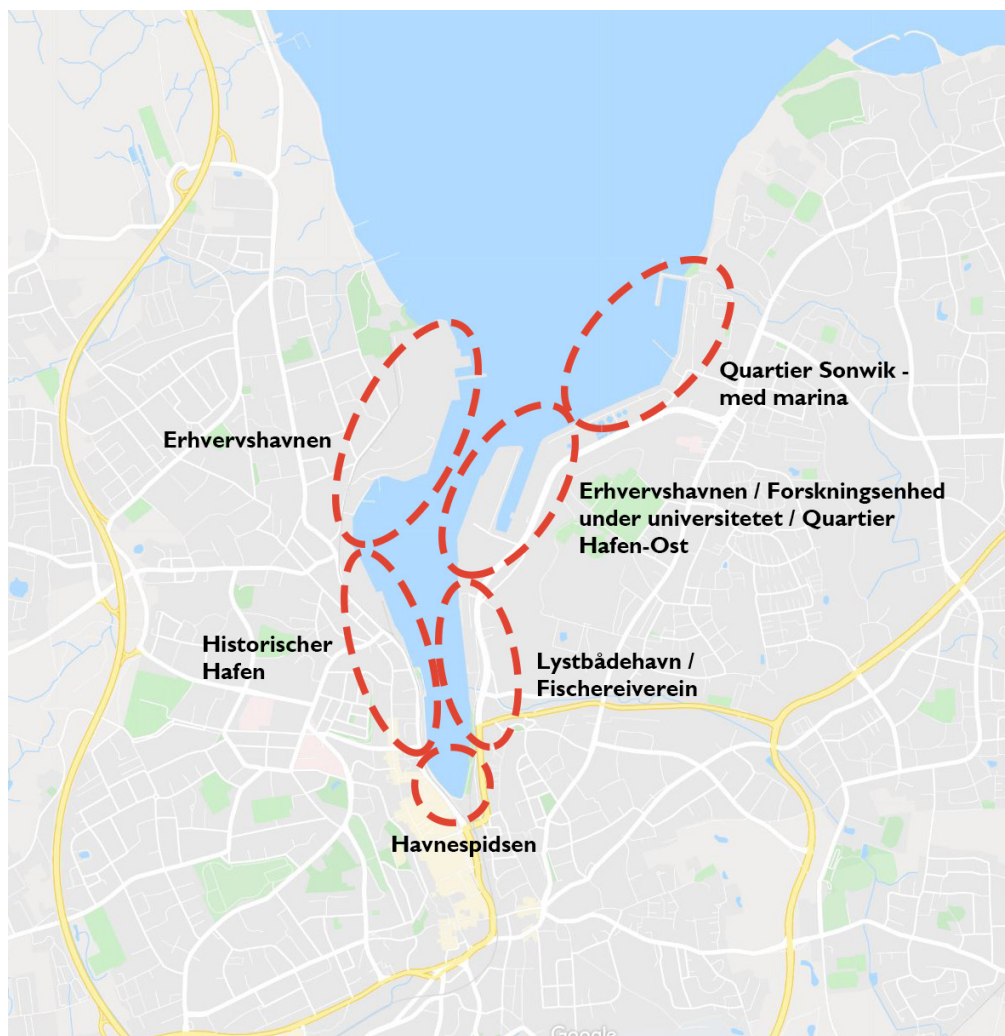 Quartier Sonwik -
med marina
Erhvervshavnen
Erhvervshavnen / Forskningsenhed
under universitetet / Quartier
Hafen-Ost
Historischer
Hafen
Lystbådehavn /
Fischereiverein
Havnespidsen
Google